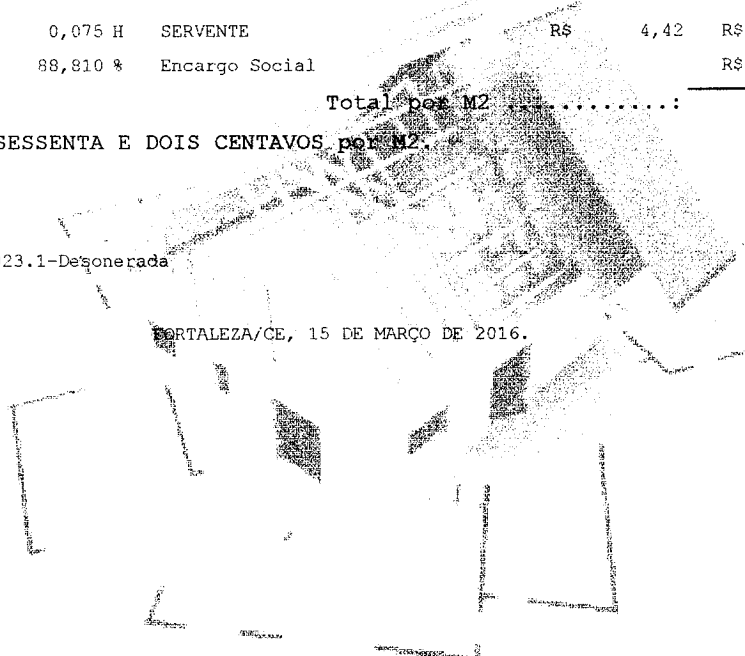 0,075 H SERVENTE R$ 4,42 R$
88,810 % Encargo Social R$
Total por M2 .............:
SESSENTA E DOIS CENTAVOS por M2.
23.1-Desonerada
FORTALEZA/CE, 15 DE MARÇO DE 2016.